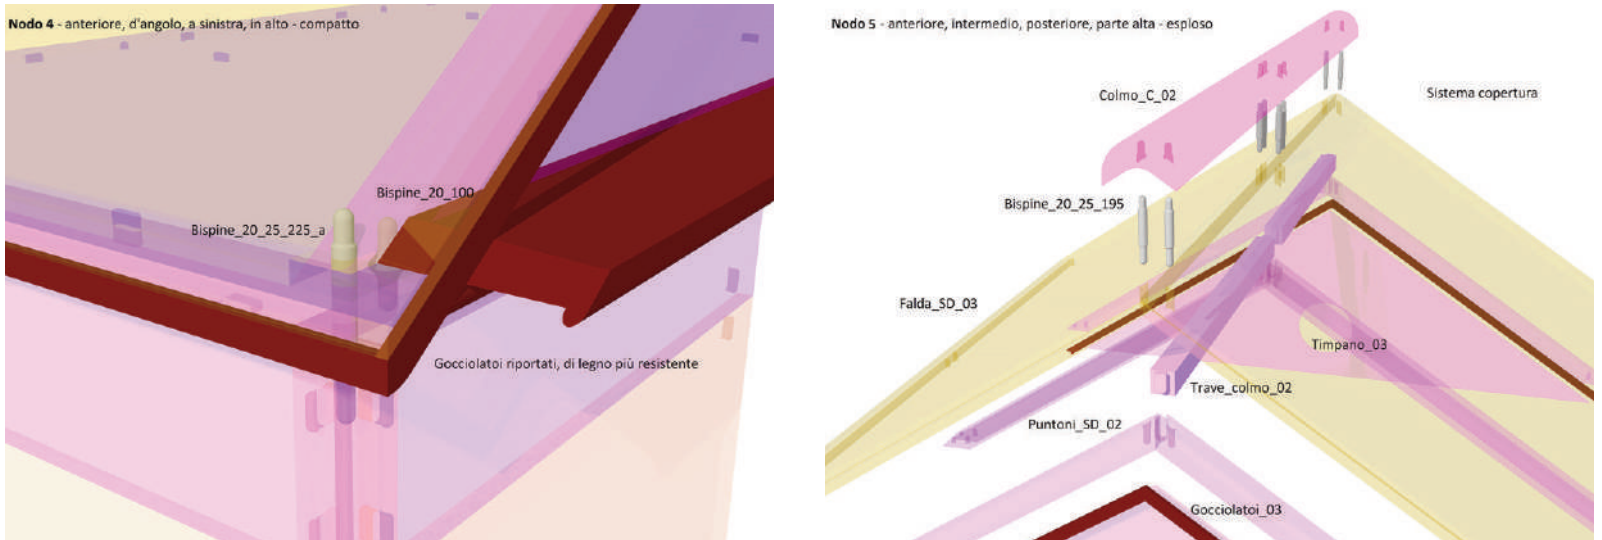 Nodo 4 - anteriore, d'angolo, a sinistra, in alto - compatto
Bispine_20_100
Bispine_20_25_225_a
Gocciolatoi riportati, di legno più resistente
Nodo 5 - anteriore, intermedio, posteriore, parte alta - esploso
Colmo_C_02
Sistema copertura
Bispine_20_25_195
Falda_SD_03
Timpano_03
Trave_colmo_02
Puntoni_SD_02
Gocciolatoi_03